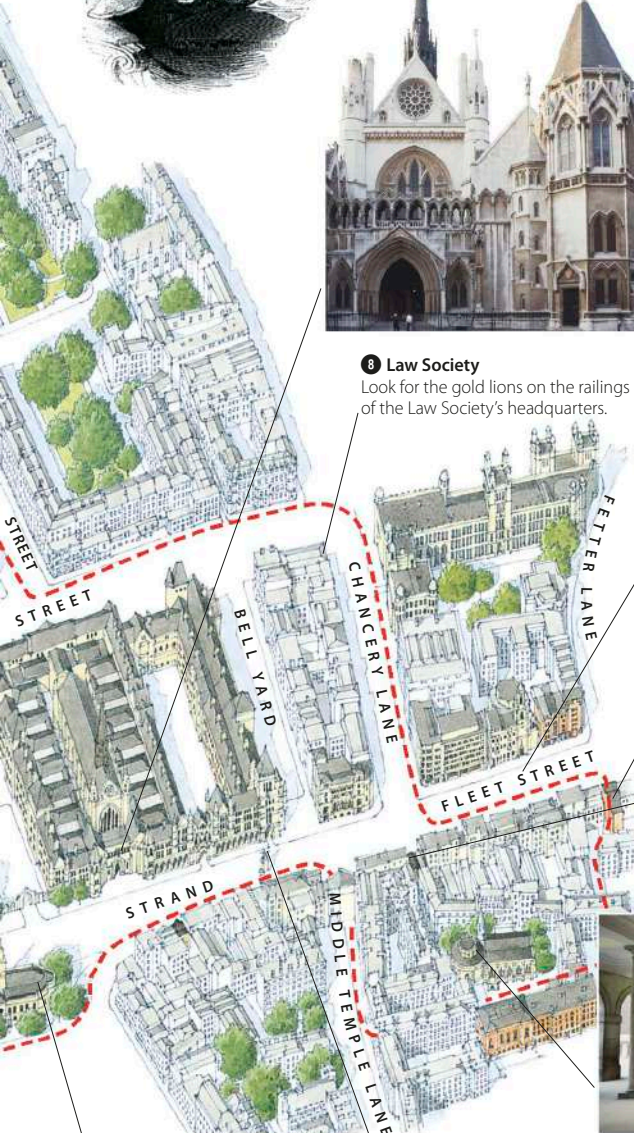 8 Law Society
Look for the gold lions on the railings
of the Law Society's headquarters.
FETTER LANE
STREET
STREET
CHANCERY LANE
BELL YARD
FLEET STREET
STRAND
MIDDLE TEMPLE LANE